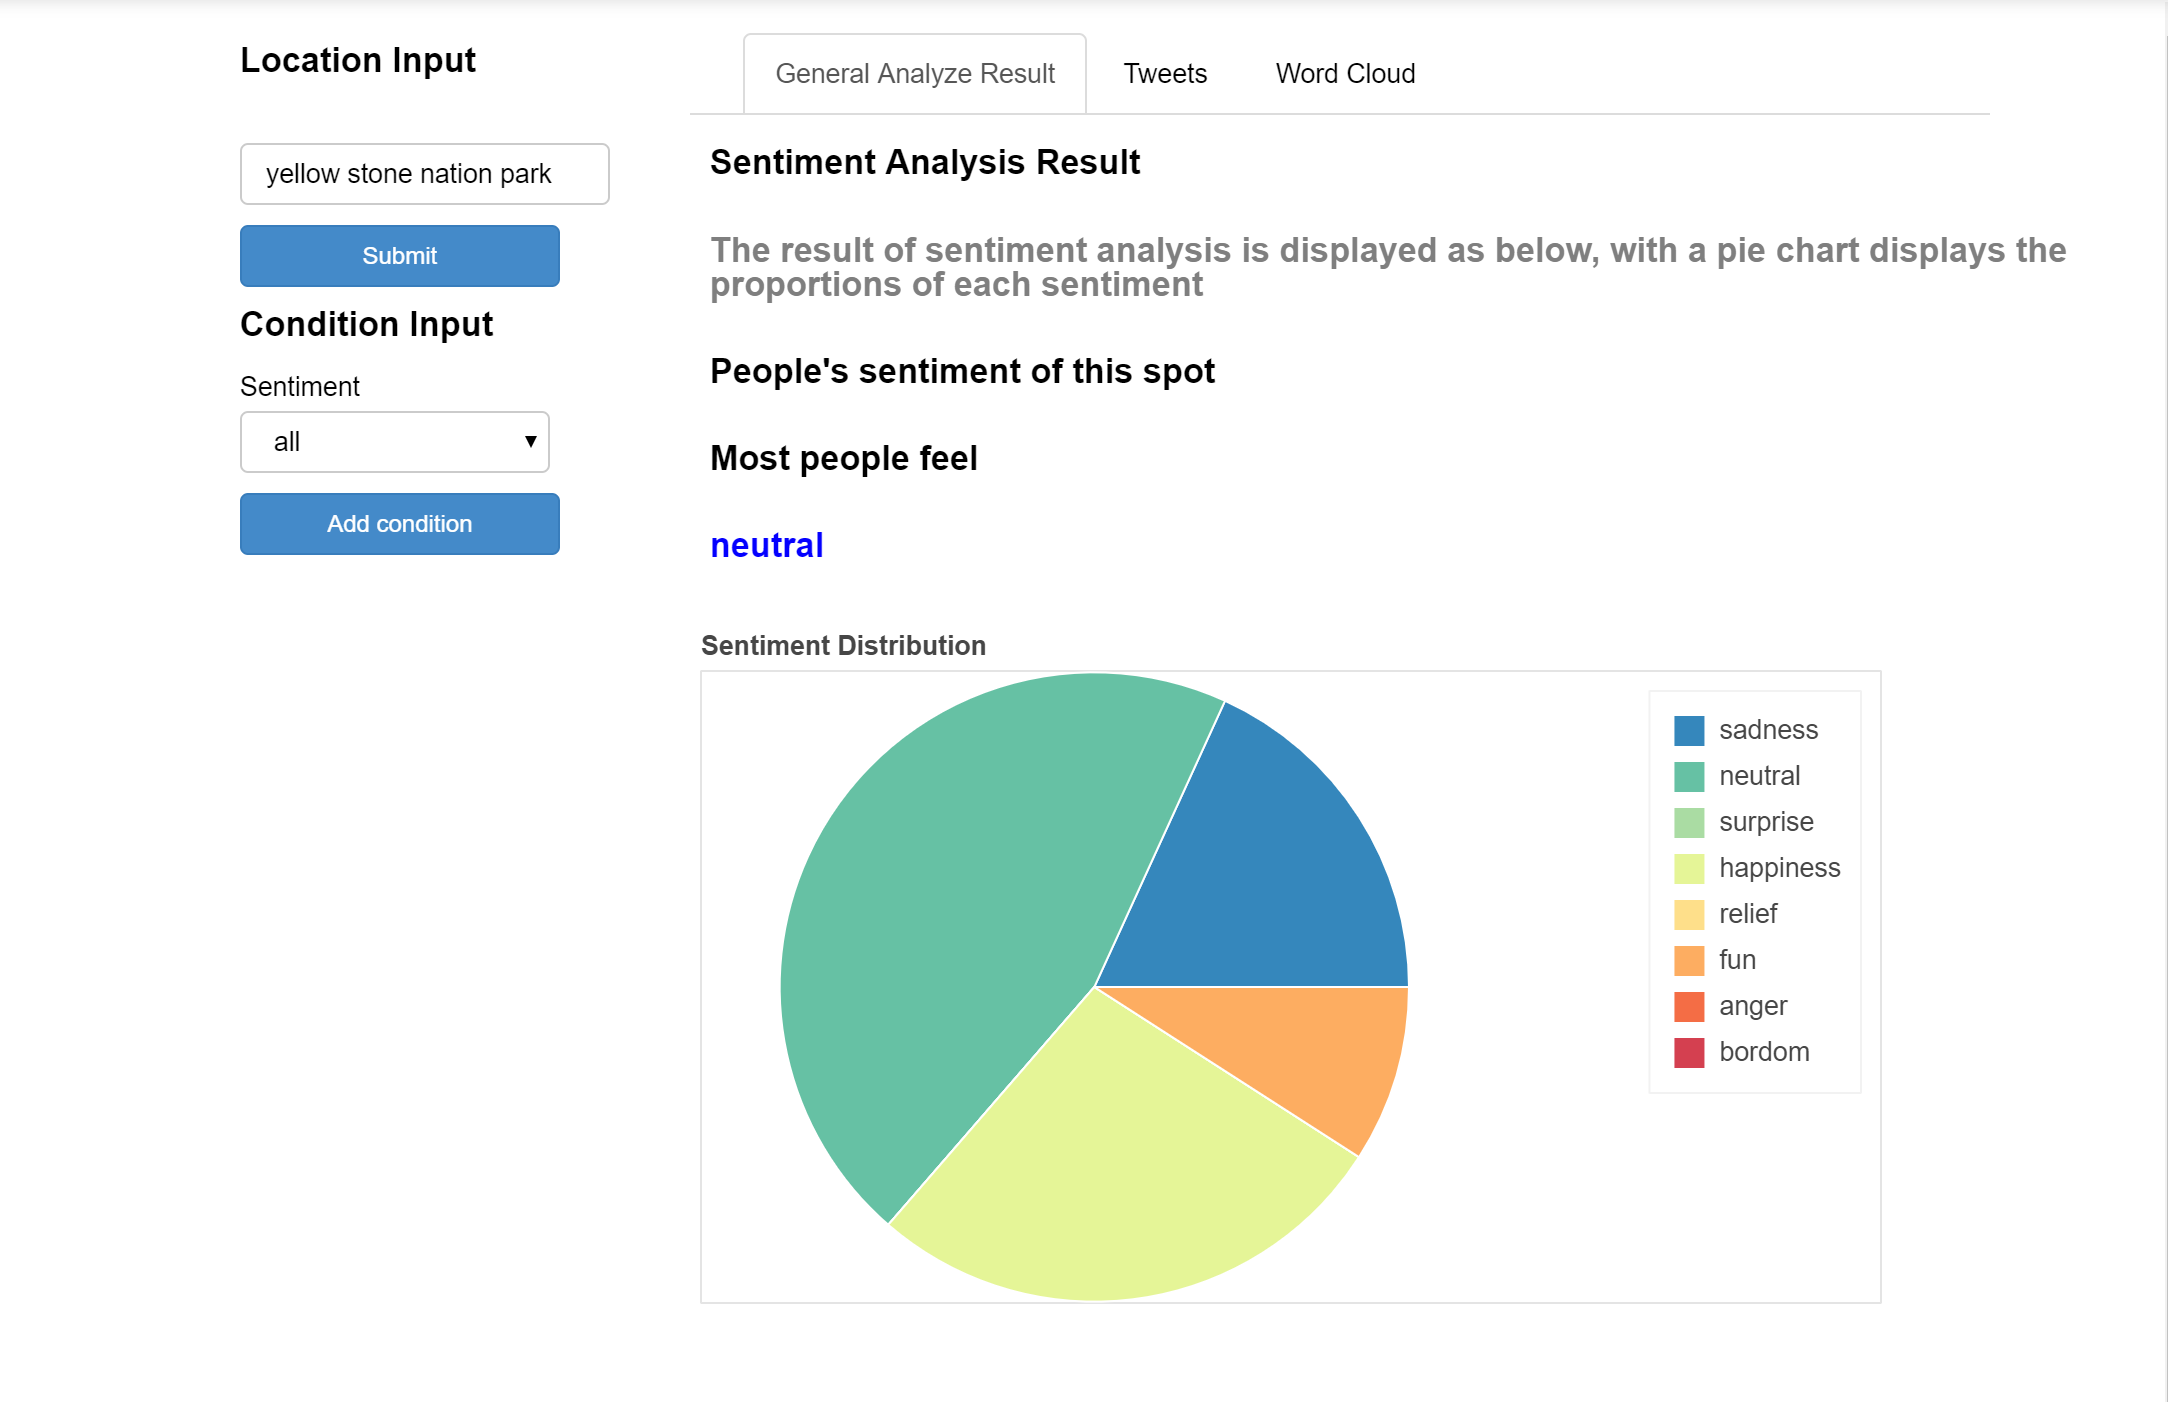 Location Input
yellow stone nation park
Submit
Condition Input
Sentiment
all
Add condition
General Analyze Result
Tweets
Word Cloud
Sentiment Analysis Result
The result of sentiment analysis is displayed as below, with a pie chart displays the
proportions of each sentiment
People's sentiment of this spot
Most people feel
neutral
Sentiment Distribution
sadness
neutral
surprise
happiness
relief
fun
anger
bordom